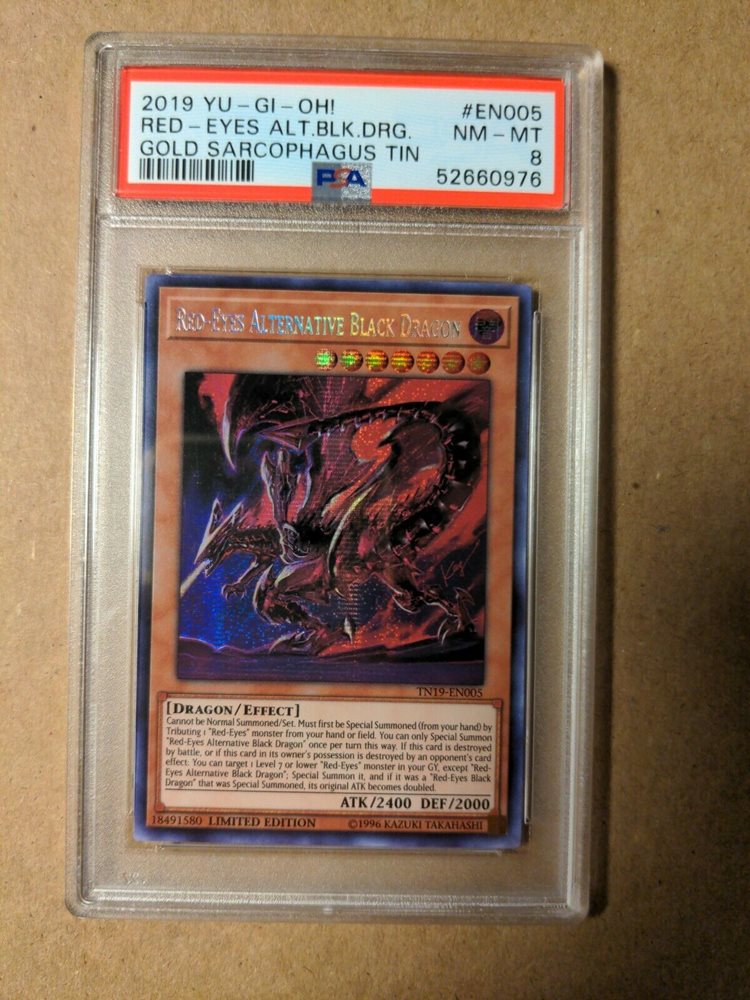 2019 YU-GI-OH! #EN005
RED-EYES ALT.BLK.DRG. NM-MT
GOLD SARCOPHAGUS TIN 8
PSA 52660976
RED-EYES ALTERNATIVE BLACK DRAGON
TN19-EN005
[DRAGON/EFFECT]
Cannot be Normal Summoned/Set. Must first be Special Summoned (from your hand) by
Tributing 1 "Red-Eyes" monster from your hand or field. You can only Special Summon
"Red-Eyes Alternative Black Dragon" once per turn this way. If this card is destroyed
by battle, or if this card in its owner's possession is destroyed by an opponent's card
effect: You can target 1 Level 7 or lower "Red-Eyes" monster in your GY, except "Red-
Eyes Alternative Black Dragon"; Special Summon it, and if it was a "Red-Eyes Black
Dragon" that was Special Summoned, its original ATK becomes doubled.
ATK/2400 DEF/2000
18491580 LIMITED EDITION ©1996 KAZUKI TAKAHASHI